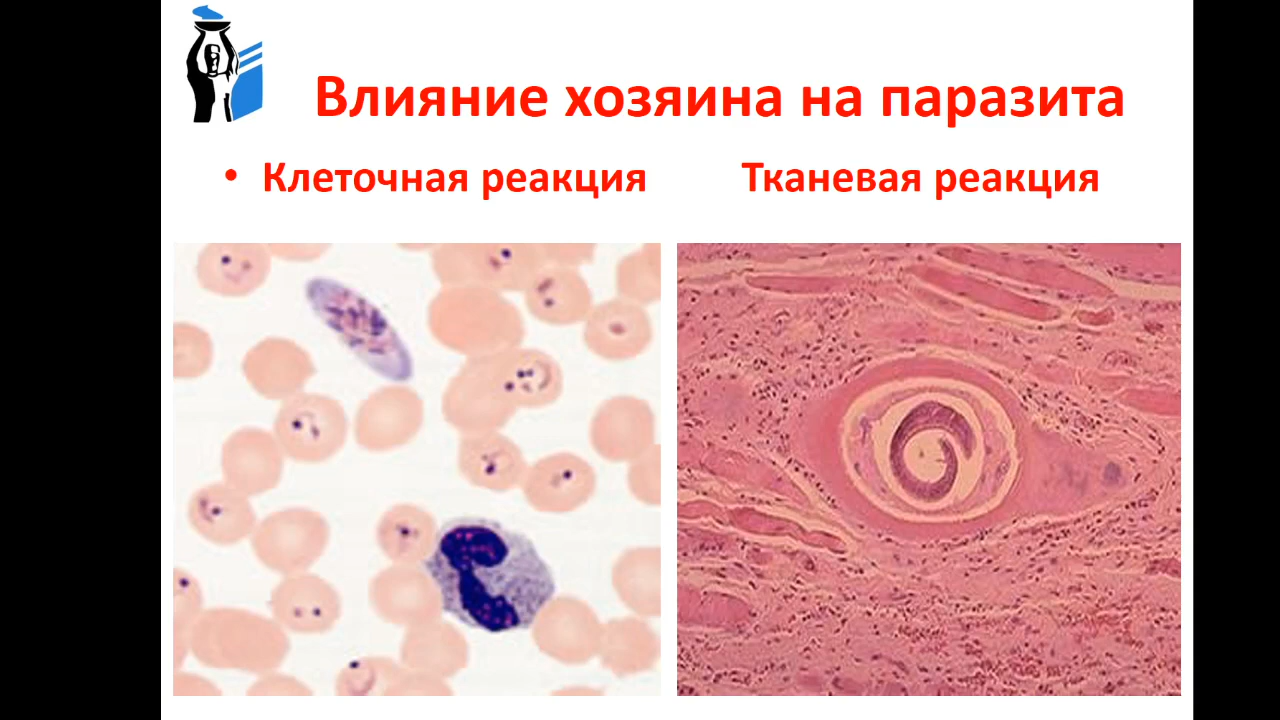 Влияние хозяина на паразита
• Клеточная реакция Тканевая реакция